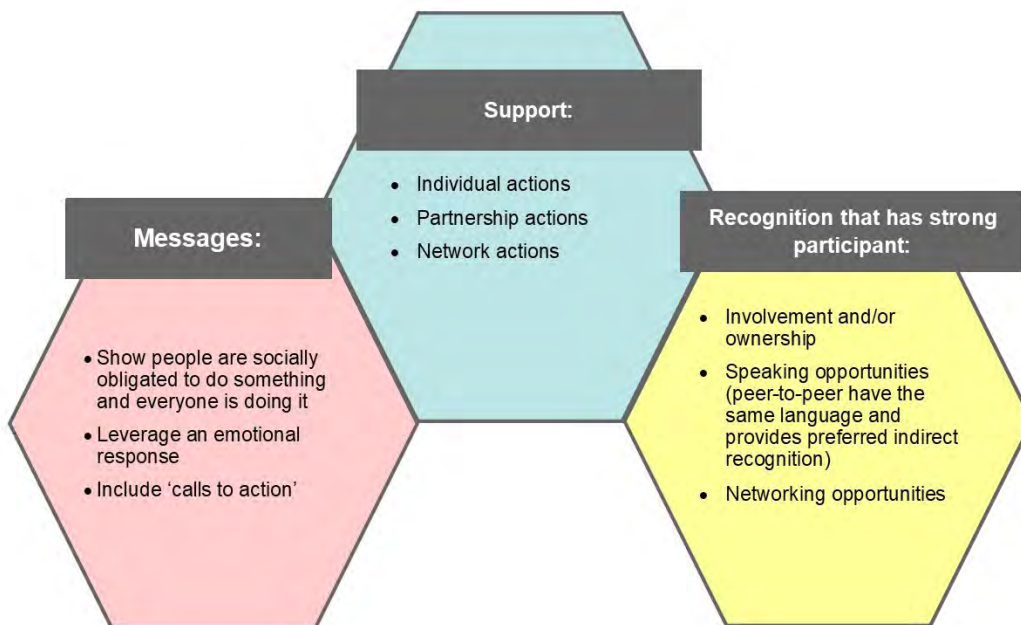 Support:
• Individual actions
• Partnership actions
• Network actions
Messages:
• Show people are socially
obligated to do something
and everyone is doing it
• Leverage an emotional
response
• Include ‘calls to action’
Recognition that has strong
participant:
• Involvement and/or
ownership
• Speaking opportunities
(peer-to-peer have the
same language and
provides preferred indirect
recognition)
• Networking opportunities